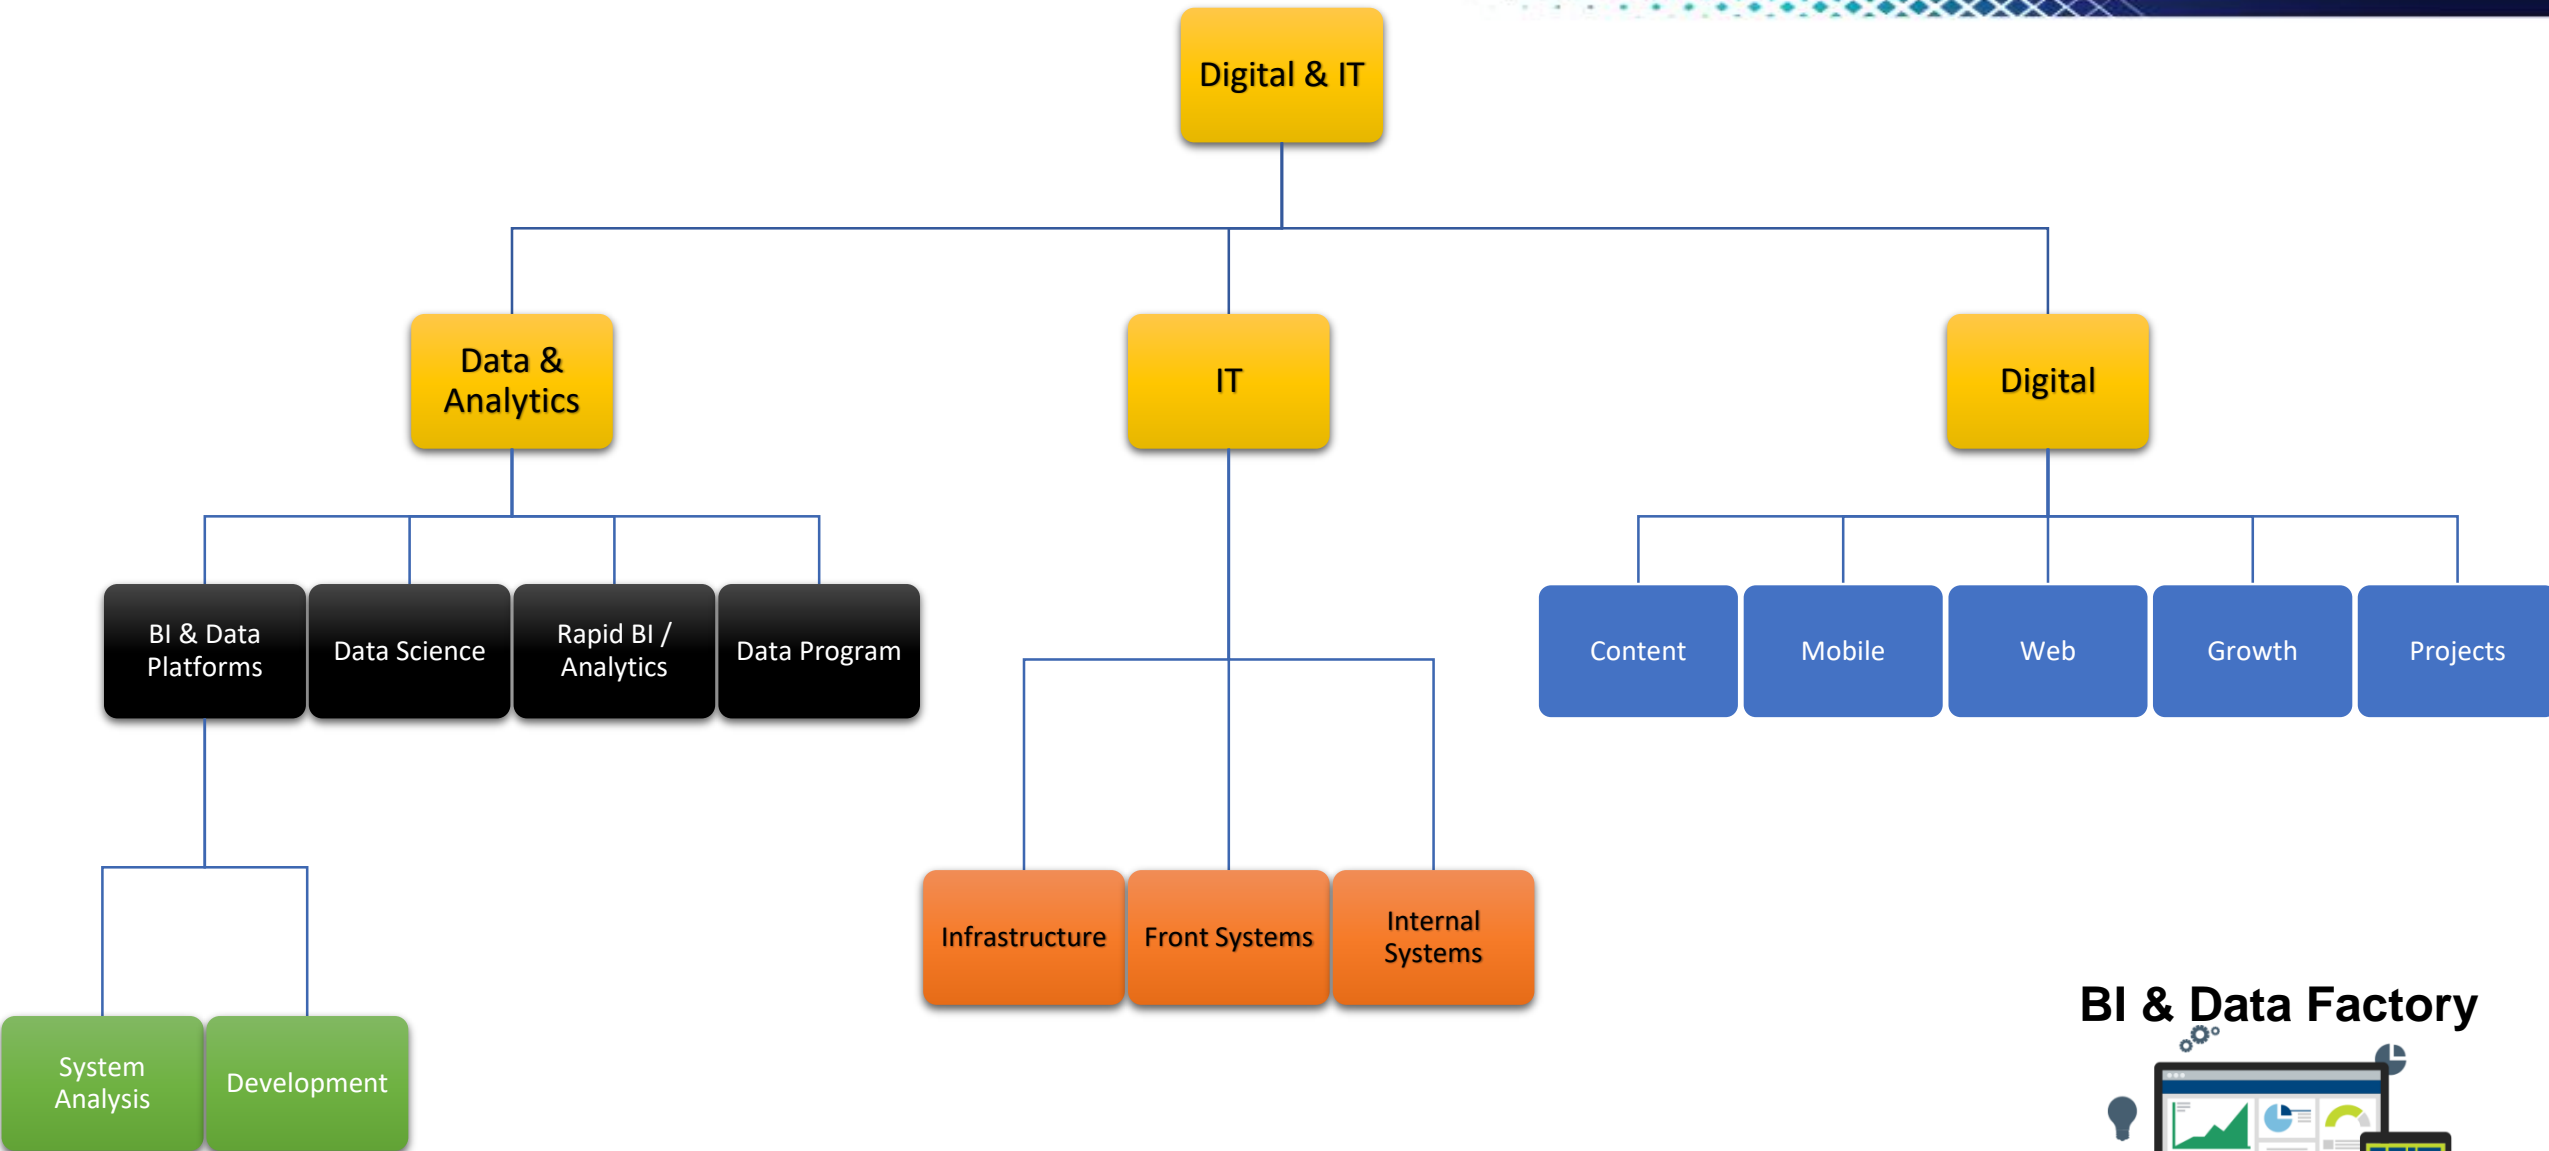 Digital & IT
Data &
Analytics
IT
Digital
BI & Data
Platforms
Data Science
Rapid BI /
Analytics
Data Program
Content
Mobile
Web
Growth
Projects
Infrastructure
Front Systems
Internal
Systems
System
Analysis
Development
BI & Data Factory